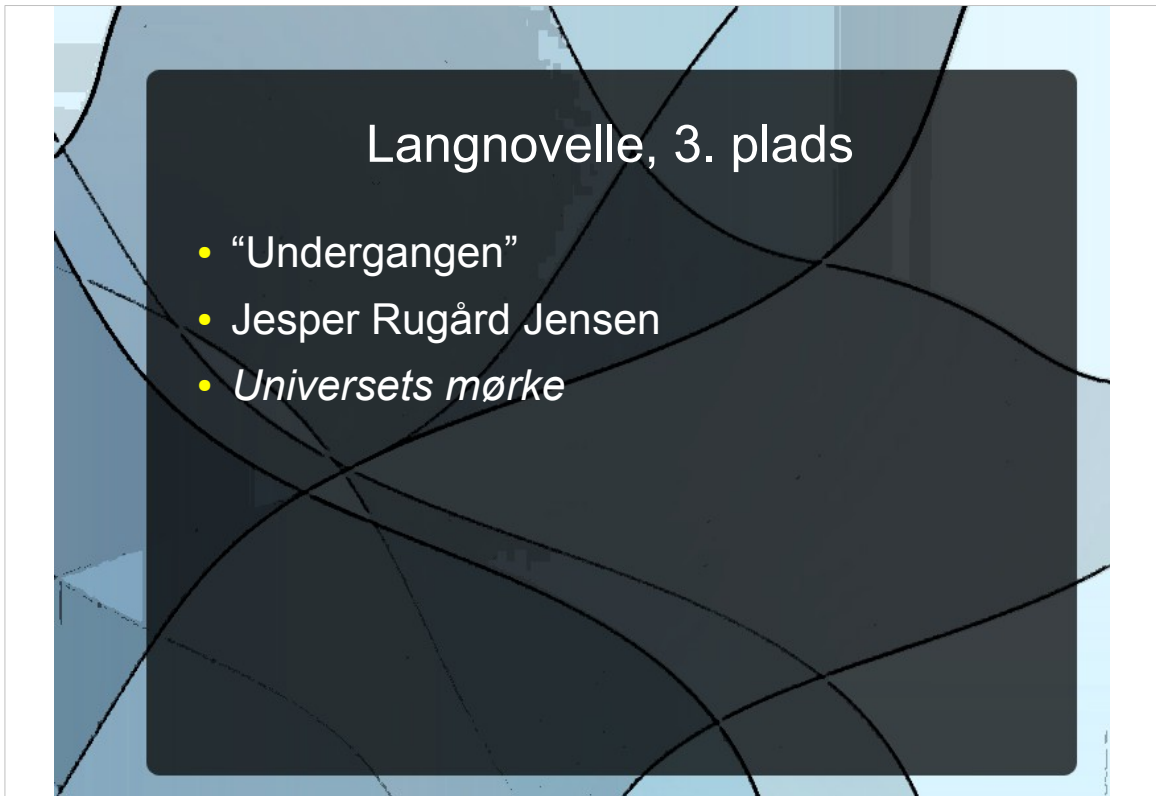 Langnovelle, 3. plads
• “Undergangen”
• Jesper Rugård Jensen
• Universets mørke